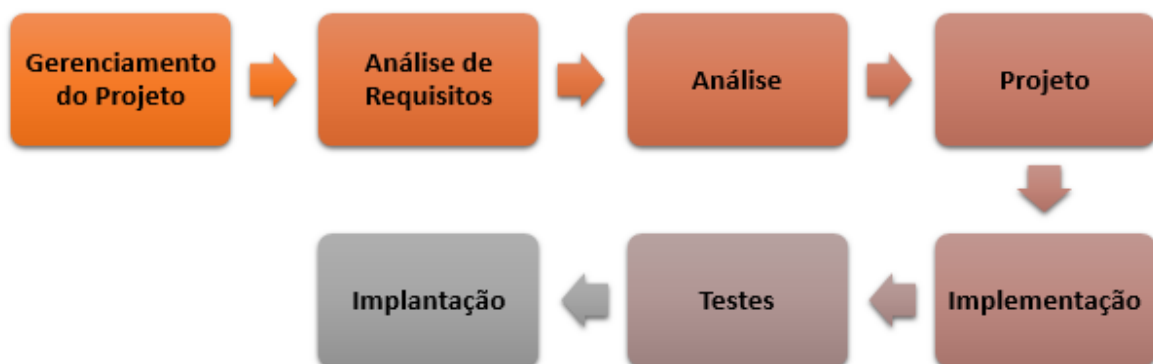 Gerenciamento
do Projeto
Análise de
Requisitos
Análise
Projeto
Implementação
Testes
Implantação